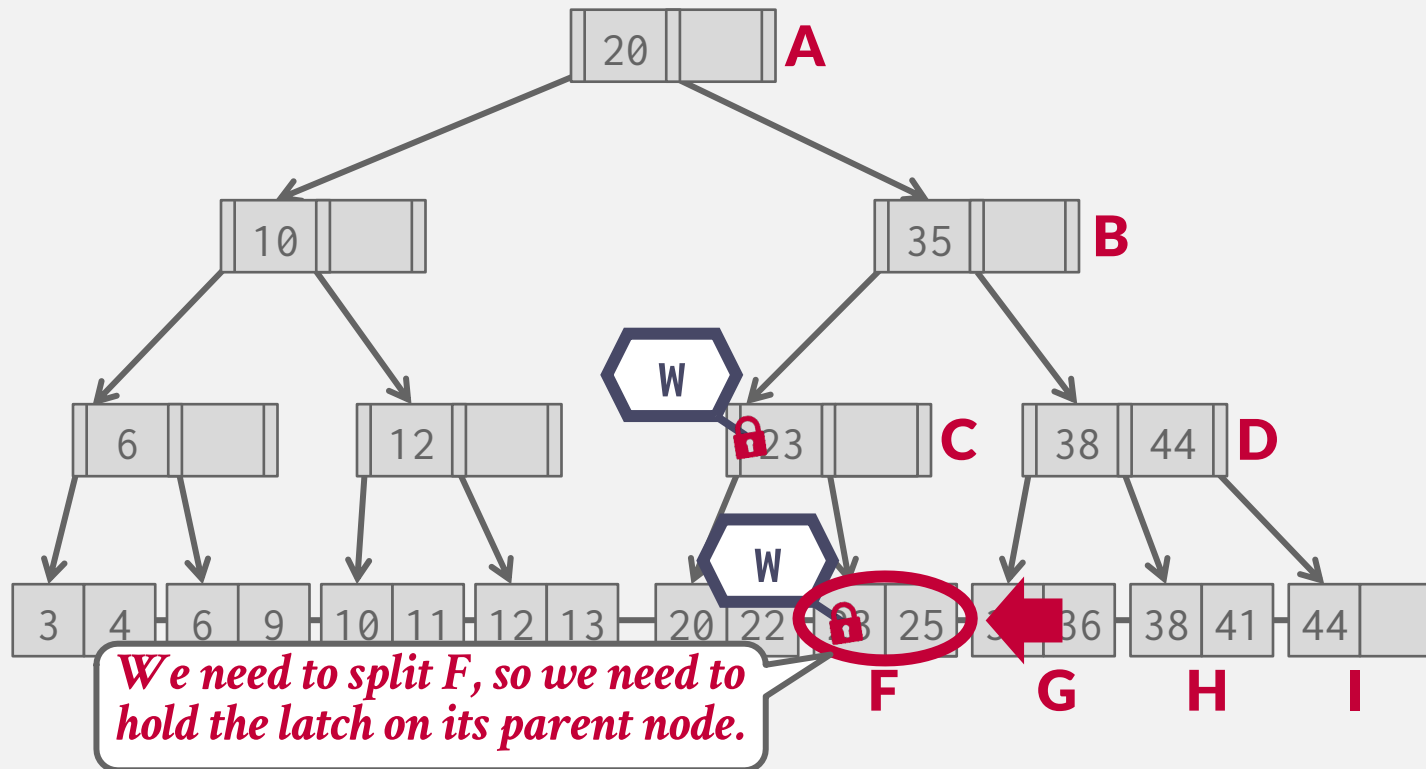 20 A
10
35 B
W
6
12
23 C
38 44 D
W
3 4 6 9 10 11 12 13 20 22 25 36 38 41 44
We need to split F, so we need to
hold the latch on its parent node.
F G H I